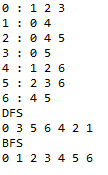 0 : 1 2 3
1 : 0 4
2 : 0 4 5
3 : 0 5
4 : 1 2 6
5 : 2 3 6
6 : 4 5
DFS
0 3 5 6 4 2 1
BFS
0 1 2 3 4 5 6